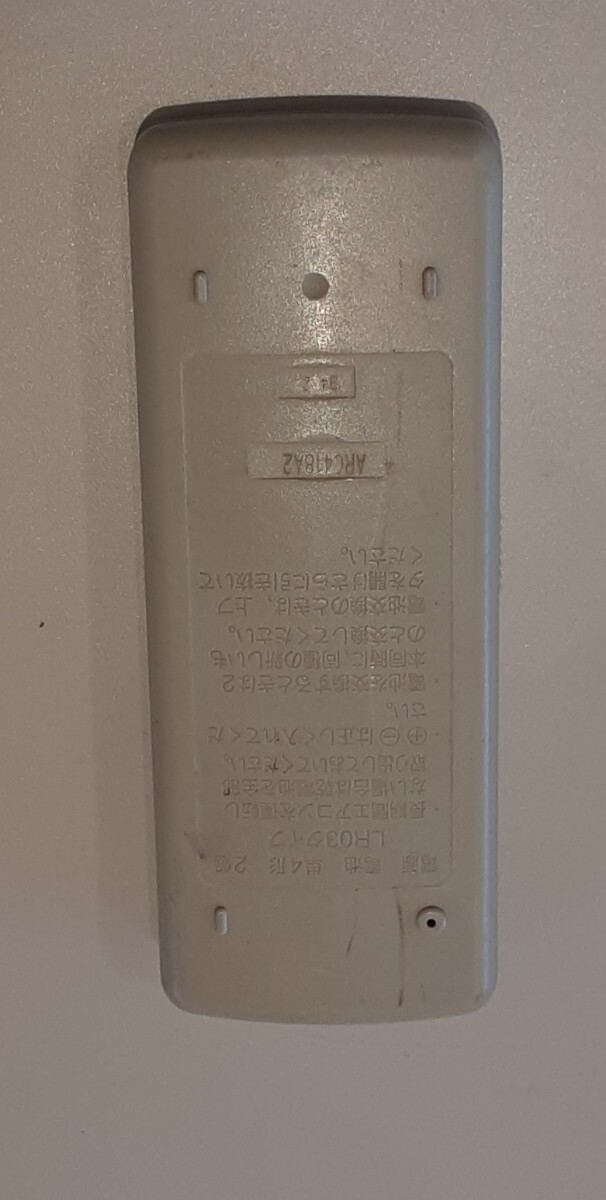 電源 電池 単4形 2個
LR03タイプ
・長期間エアコンを運転し
ない場合は乾電池を全部
取り出しておいてください。
・⊕⊖は正しく入れてくだ
さい。
・電池を交換するときは2
本同時に、同種の新しいも
のと交換してください。
・電池交換のときは、上フ
タを開けさらに引き抜いて
ください。
ARC418A2